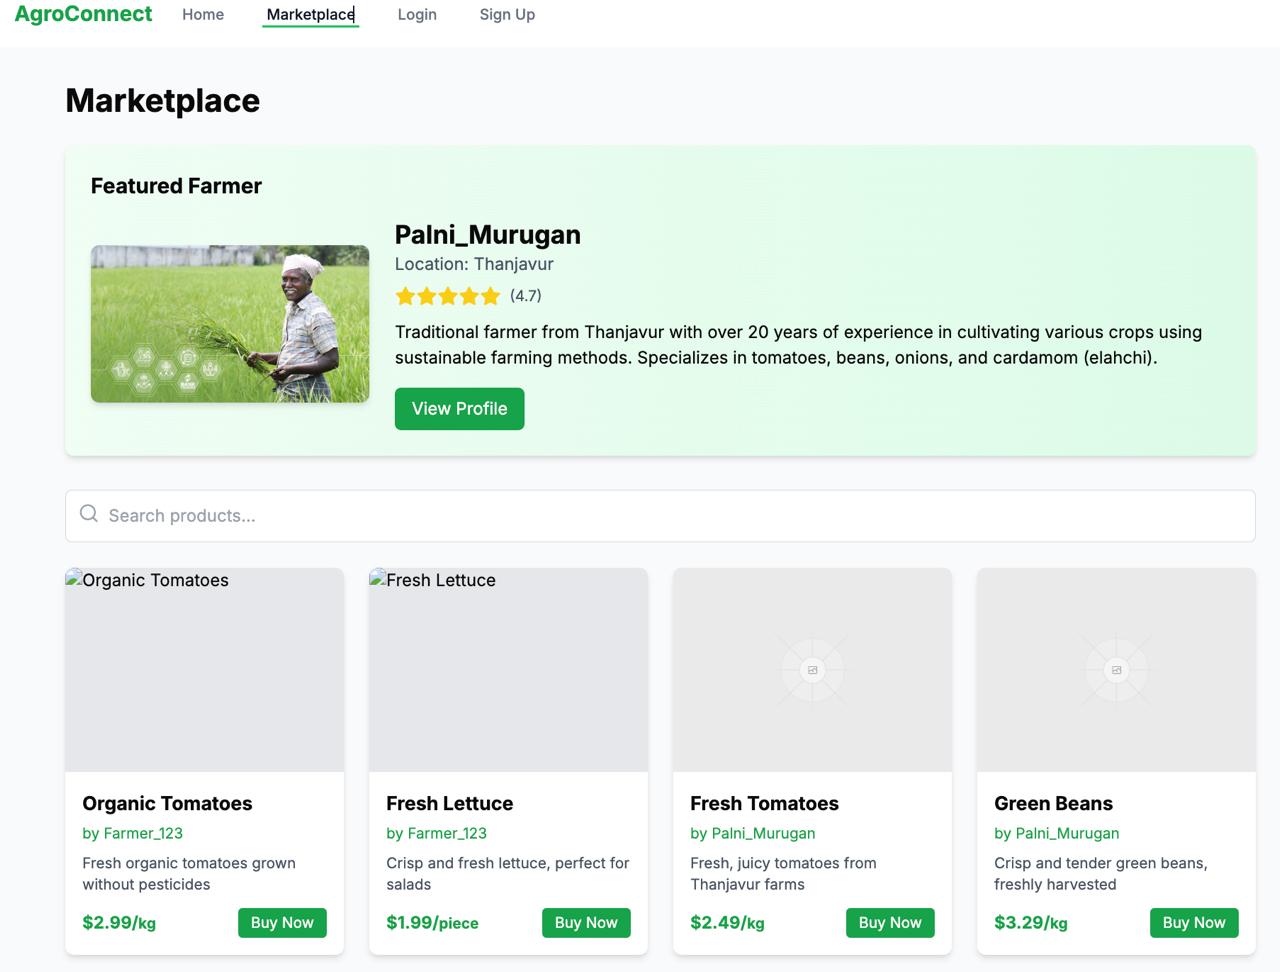 AgroConnect
Home
Marketplace
Login
Sign Up
Marketplace
Featured Farmer
Palni_Murugan
Location: Thanjavur
(4.7)
Traditional farmer from Thanjavur with over 20 years of experience in cultivating various crops using
sustainable farming methods. Specializes in tomatoes, beans, onions, and cardamom (elahchi).
View Profile
Search products...
Organic Tomatoes
Fresh Lettuce
Organic Tomatoes
by Farmer_123
Fresh organic tomatoes grown
without pesticides
$2.99/kg
Buy Now
Fresh Lettuce
by Farmer_123
Crisp and fresh lettuce, perfect for
salads
$1.99/piece
Buy Now
Fresh Tomatoes
by Palni_Murugan
Fresh, juicy tomatoes from
Thanjavur farms
$2.49/kg
Buy Now
Green Beans
by Palni_Murugan
Crisp and tender green beans,
freshly harvested
$3.29/kg
Buy Now